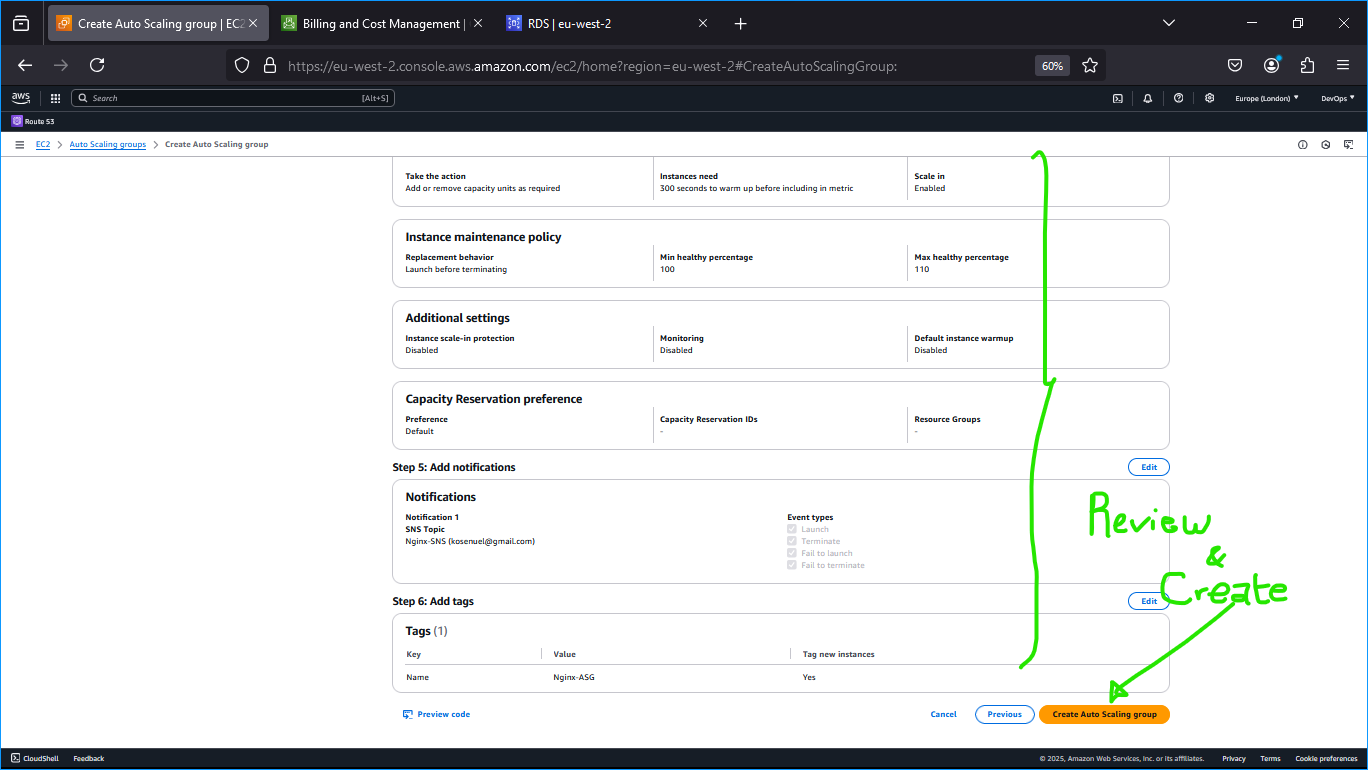 Create Auto Scaling group | EC2
Billing and Cost Management |
RDS | eu-west-2
https://eu-west-2.console.aws.amazon.com/ec2/home?region=eu-west-2#CreateAutoScalingGroup:
60%
aws
Search
[Alt+S]
Europe (London)
DevOps
Route 53
EC2 > Auto Scaling groups > Create Auto Scaling group
Take the action
Add or remove capacity units as required
Instances need
300 seconds to warm up before including in metric
Scale in
Enabled
Instance maintenance policy
Replacement behavior
Launch before terminating
Min healthy percentage
100
Max healthy percentage
110
Additional settings
Instance scale-in protection
Disabled
Monitoring
Disabled
Default instance warmup
Disabled
Capacity Reservation preference
Preference
Default
Capacity Reservation IDs
-
Resource Groups
-
Step 5: Add notifications
Edit
Notifications
Notification 1
SNS Topic
Nginx-SNS (kosenuel@gmail.com)
Event types
Launch
Terminate
Fail to launch
Fail to terminate
Review
&
Create
Step 6: Add tags
Edit
Tags (1)
Key Value Tag new instances
Name Nginx-ASG Yes
Preview code
Cancel
Previous
Create Auto Scaling group
CloudShell
Feedback
© 2025, Amazon Web Services, Inc. or its affiliates.
Privacy
Terms
Cookie preferences